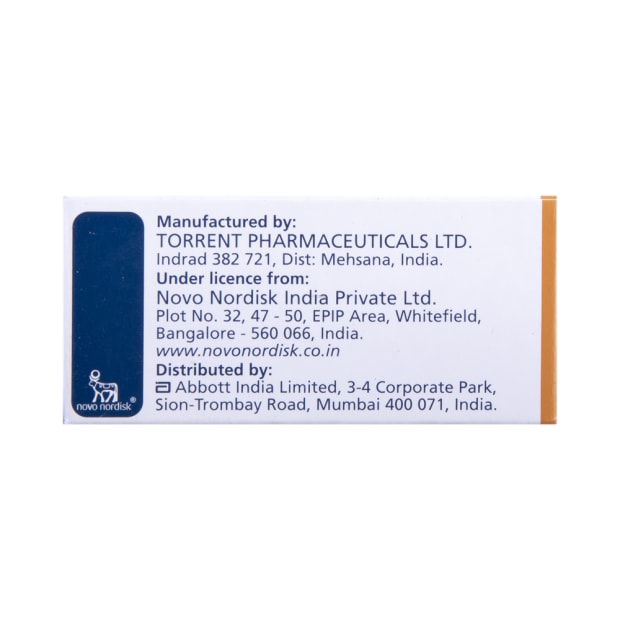 Manufactured by:
TORRENT PHARMACEUTICALS LTD.
Indrad 382 721, Dist: Mehsana, India.
Under licence from:
Novo Nordisk India Private Ltd.
Plot No. 32, 47 - 50, EPIP Area, Whitefield,
Bangalore - 560 066, India.
www.novonordisk.co.in
Distributed by:
Abbott India Limited, 3-4 Corporate Park,
Sion-Trombay Road, Mumbai 400 071, India.
novo nordisk®